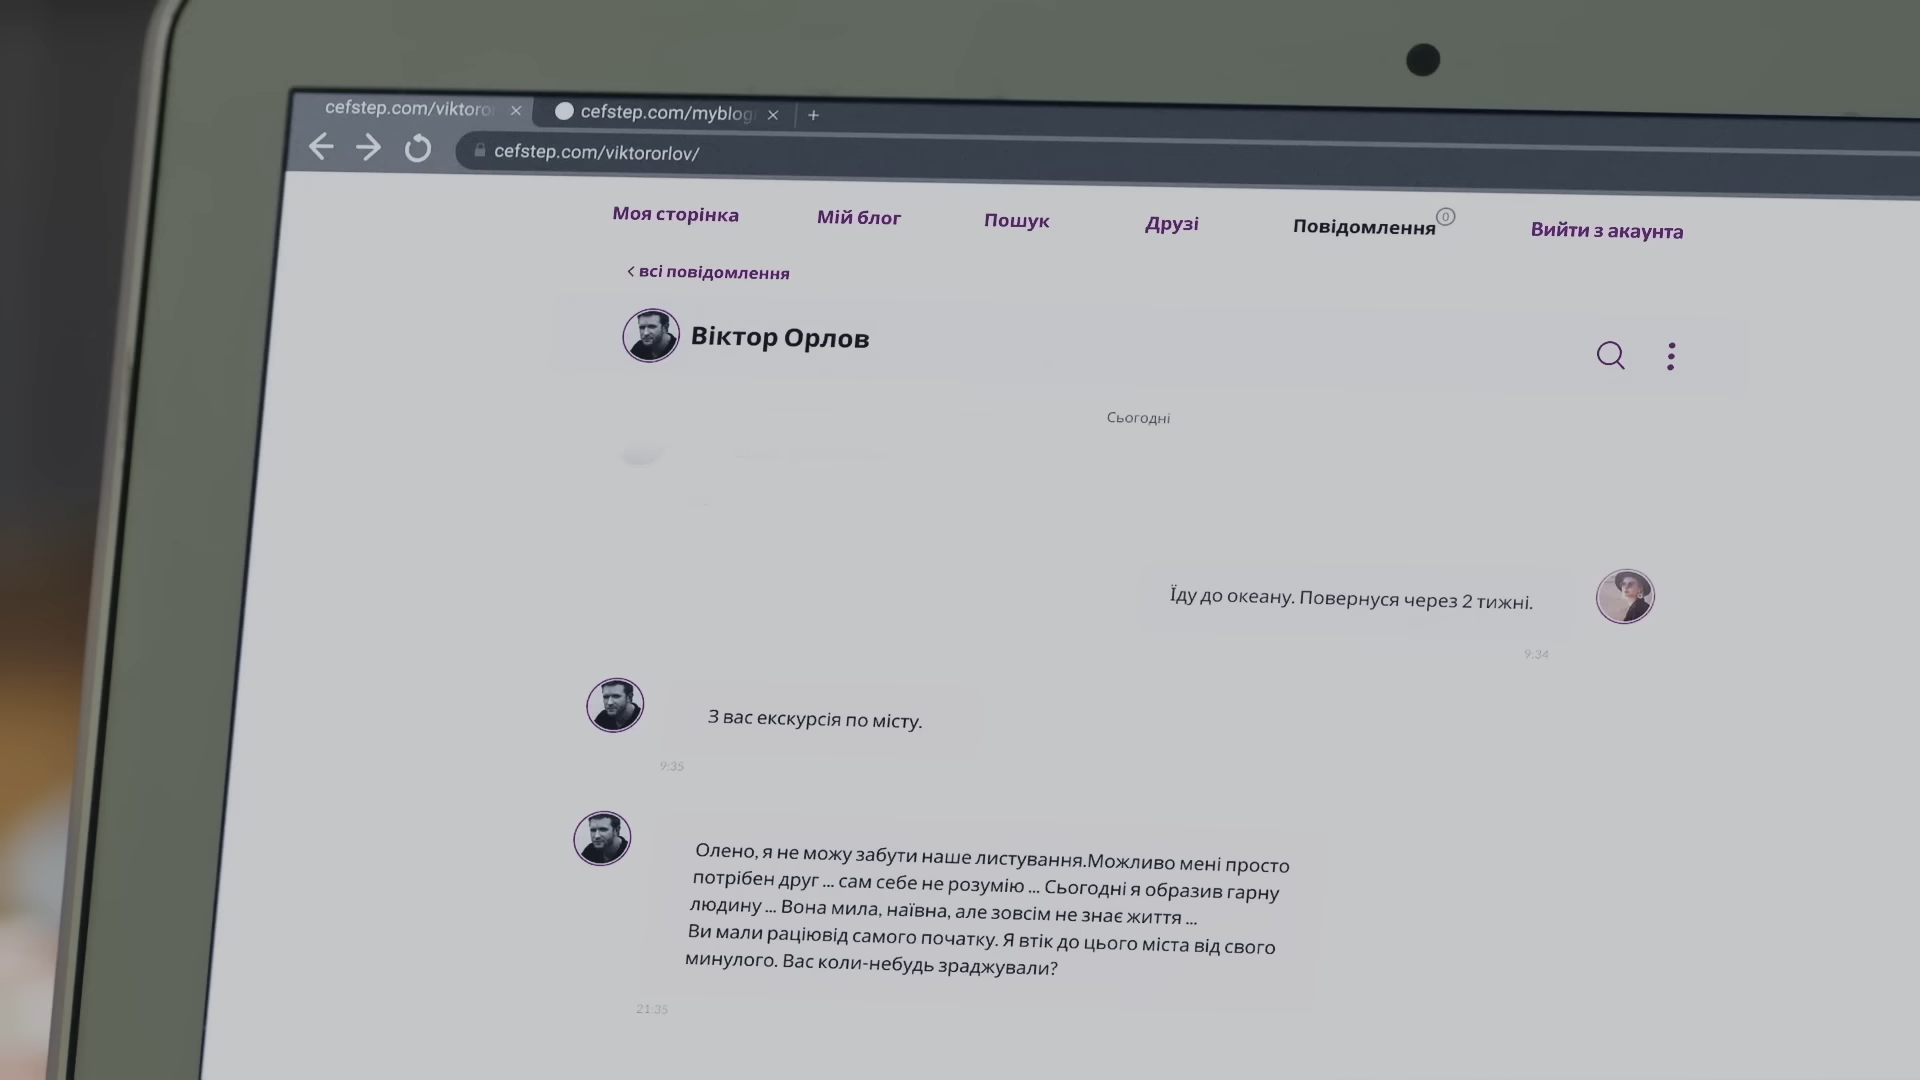 cefstep.com/viktoro
cefstep.com/myblog
cefstep.com/viktororlov/
Моя сторінка
Мій блог
Пошук
Друзі
Повідомлення
0
Вийти з акаунта
< всі повідомлення
Віктор Орлов
Сьогодні
Їду до океану. Повернуся через 2 тижні.
9:34
З вас екскурсія по місту.
9:35
Олено, я не можу забути наше листування.Можливо мені просто
потрібен друг ... сам себе не розумію ... Сьогодні я образив гарну
людину ... Вона мила, наївна, але зовсім не знає життя ...
Ви мали раціювід самого початку. Я втік до цього міста від свого
минулого. Вас коли-небудь зраджували?
21:35